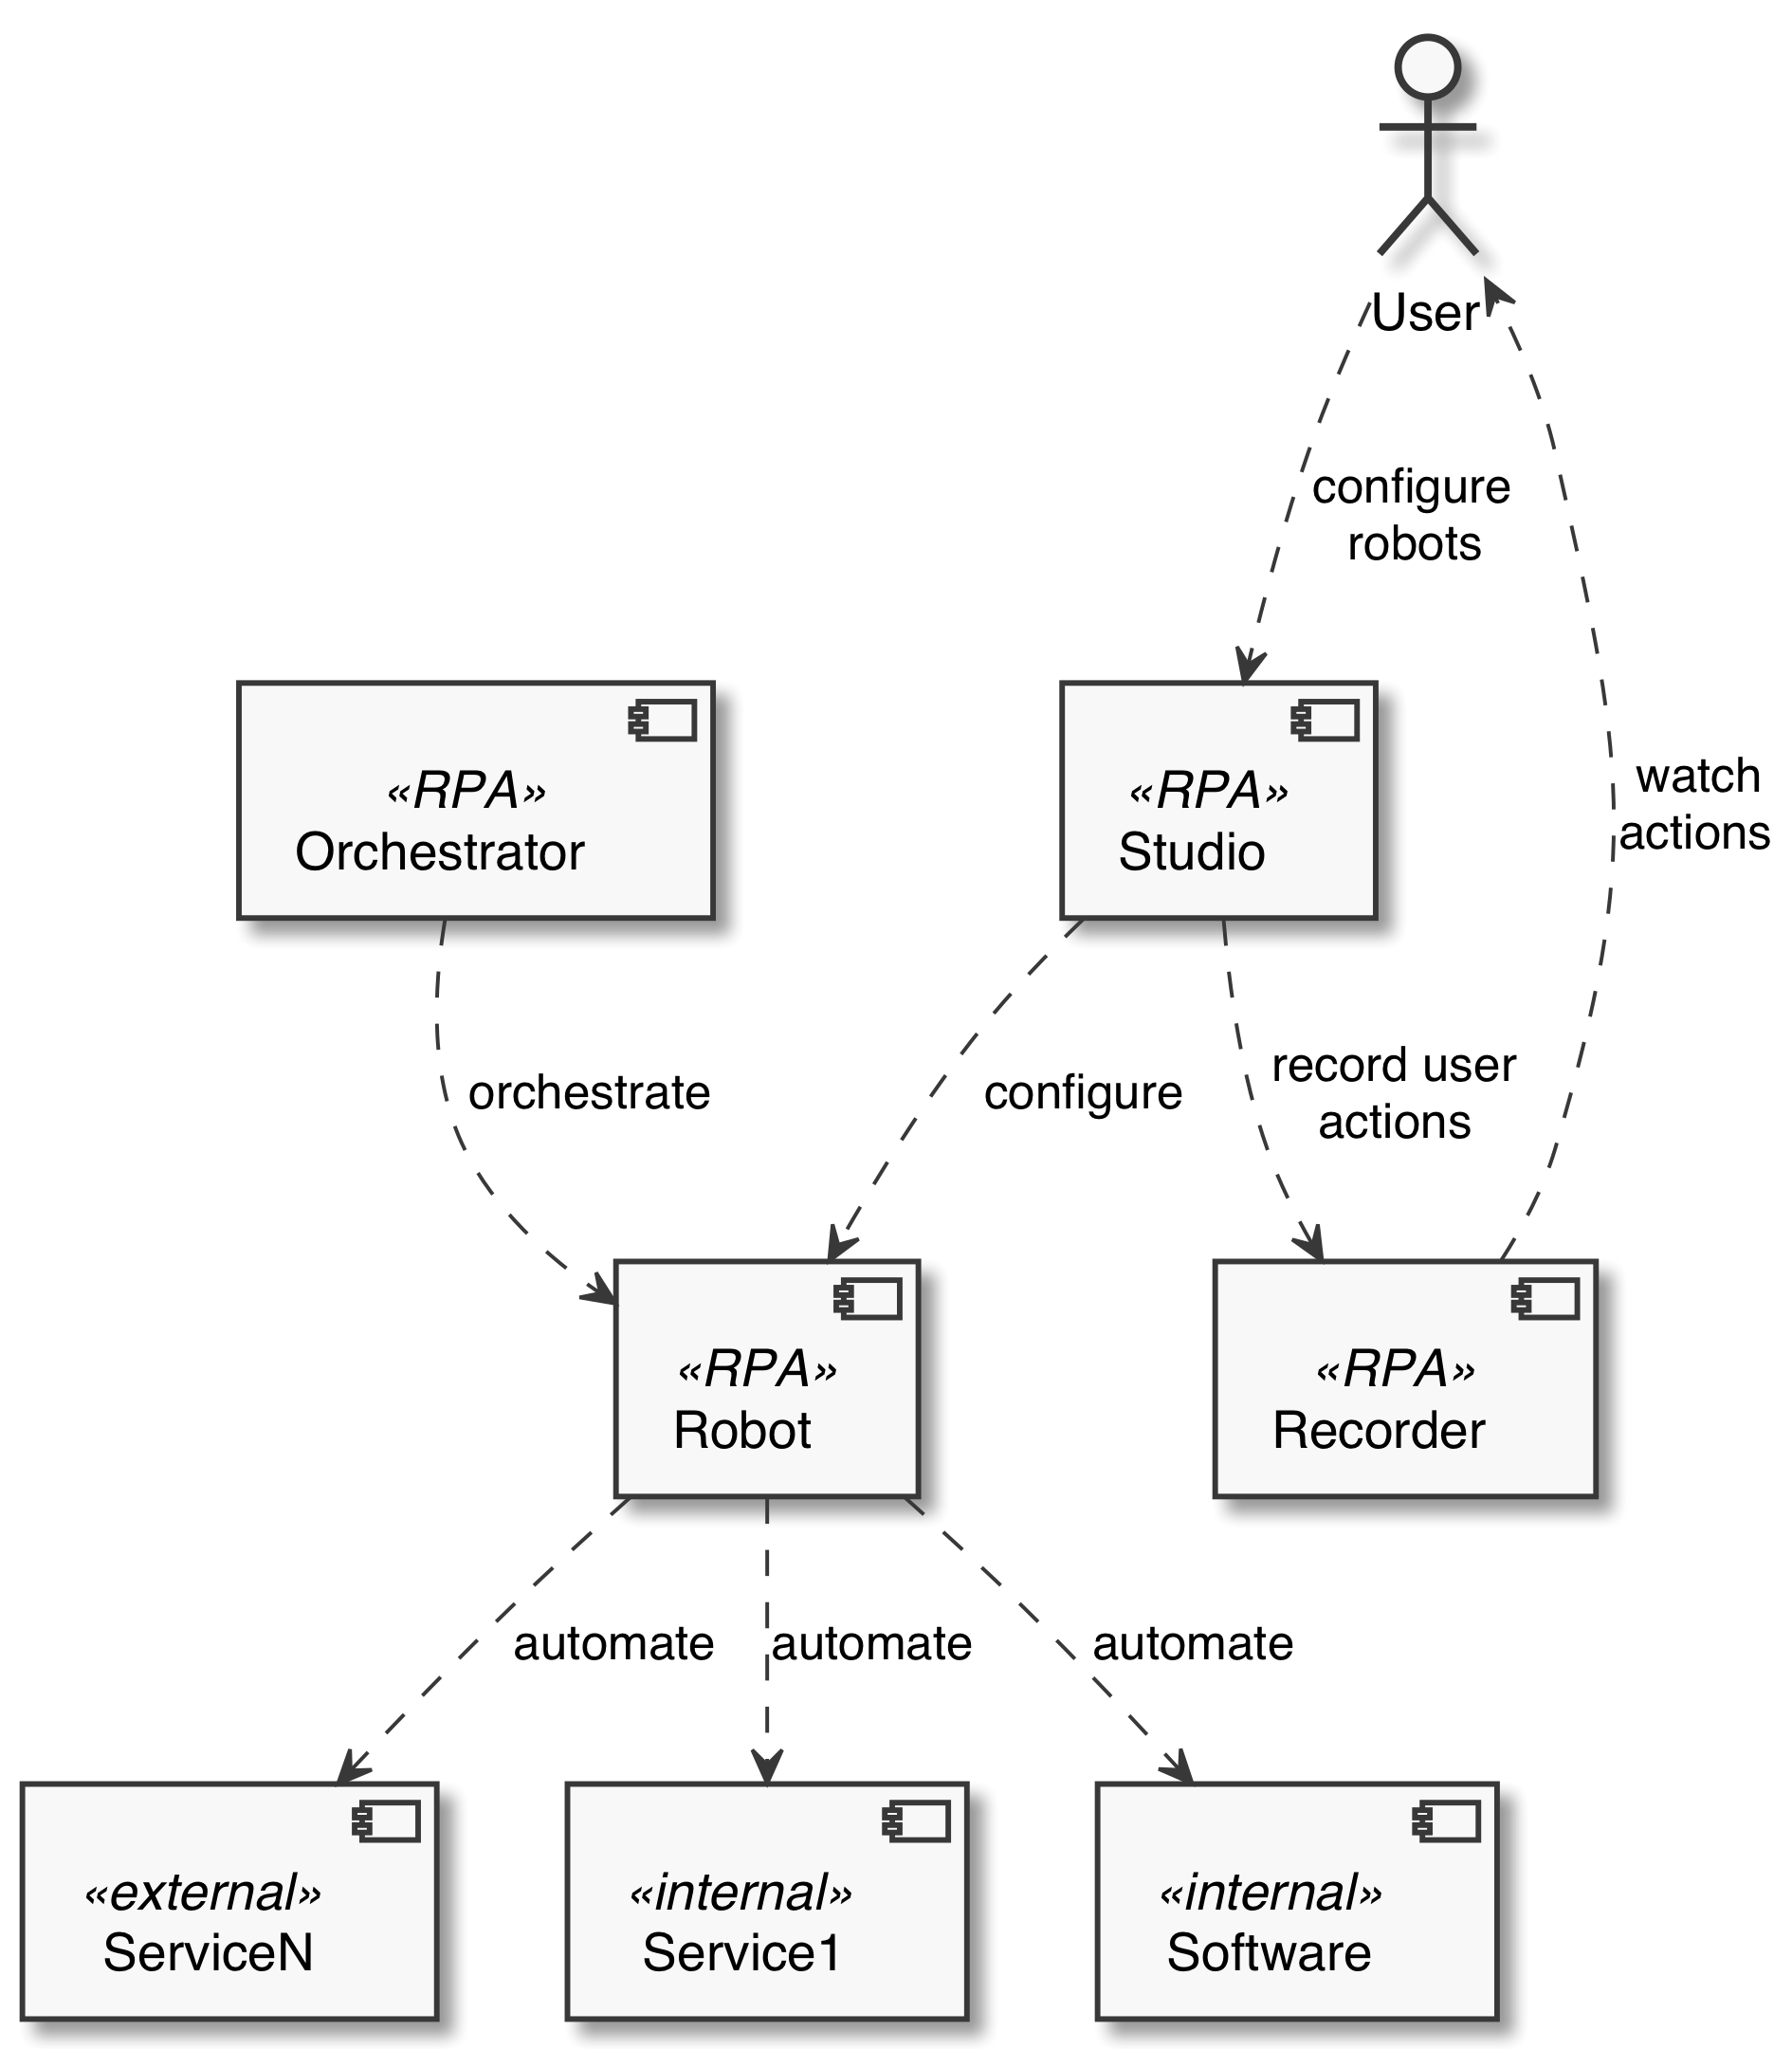 User
configure
robots
watch
actions
«RPA»
Orchestrator
«RPA»
Studio
orchestrate
configure
record user
actions
«RPA»
Robot
«RPA»
Recorder
automate
automate
automate
«external»
ServiceN
«internal»
Service1
«internal»
Software